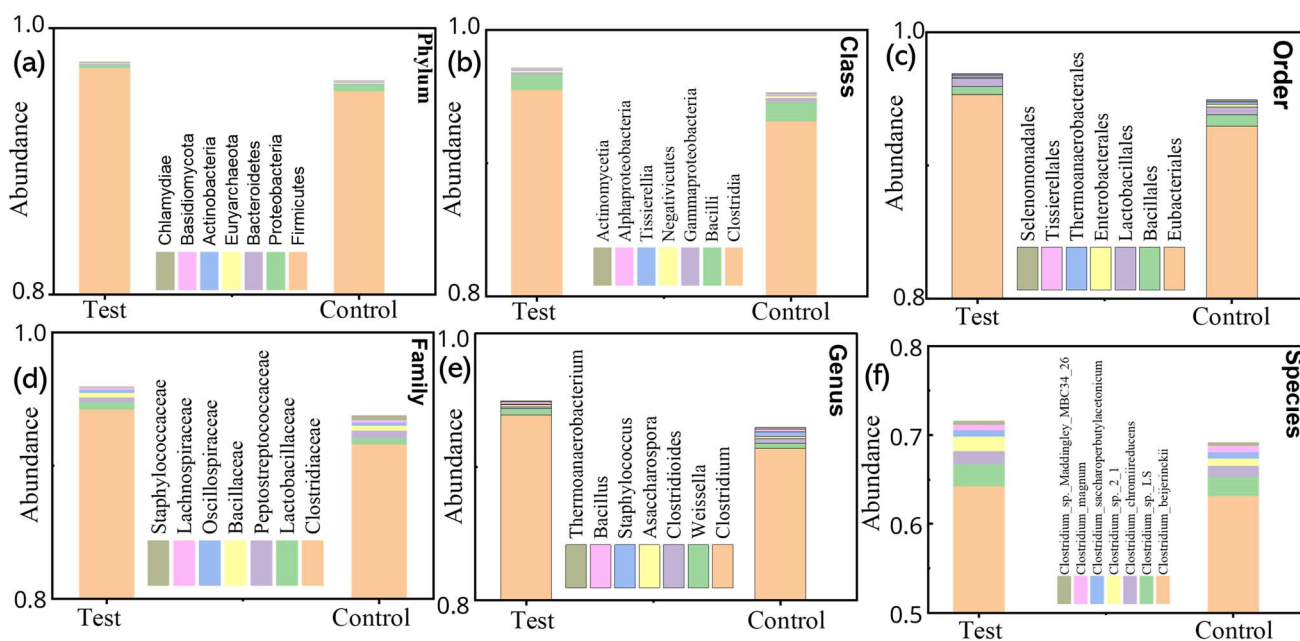 (a)
1.0
Phylum
Abundance
Chlamydiae
Basidiomycota
Actinobacteria
Euryarchaeota
Bacteroidetes
Proteobacteria
Firmicutes
0.8
Test
Control
(b)
1.0
Class
Abundance
Actinomycetia
Alphaproteobacteria
Tissierellia
Negativicutes
Gammaproteobacteria
Bacilli
Clostridia
0.8
Test
Control
(c)
1.0
Order
Abundance
Selenomonadales
Tissierellales
Thermoanaerobacterales
Enterobacterales
Lactobacillales
Bacillales
Eubacteriales
0.8
Test
Control
(d)
1.0
Family
Abundance
Staphylococcaceae
Lachnospiraceae
Oscillospiraceae
Bacillaceae
Peptostreptococcaceae
Lactobacillaceae
Clostridiaceae
0.8
Test
Control
(e)
1.0
Genus
Abundance
Thermoanaerobacterium
Bacillus
Staphylococcus
Asaccharospora
Clostridioides
Weissella
Clostridium
0.8
Test
Control
(f)
0.8
0.7
0.6
0.5
Species
Abundance
Clostridium_sp._Maddingley_MBC34_26
Clostridium_magnum
Clostridium_saccharoperbutylacetonicum
Clostridium_sp_2_1
Clostridium_chromiireducens
Clostridium_sp_LS
Clostridium_beijerinckii
Test
Control